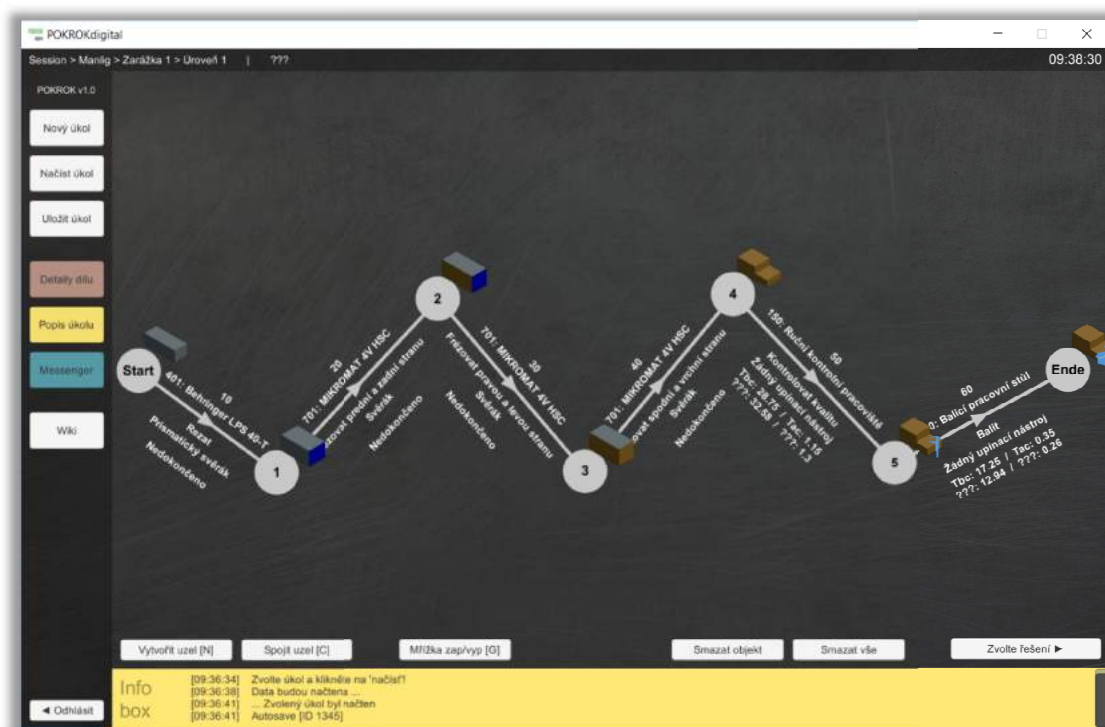 POKROKdigital
Session > Manlig > Zarážka 1 > Úroveň 1 | ???
09:38:30
POKROK v1.0
Nový úkol
Načíst úkol
Uložit úkol
Detaily dílu
Popis úkolu
Messenger
Wiki
Odhlásit
Start
10
401: Behringer LPS 40-T
Řezat
Prismatický svěrák
Nedokončeno
1
20
701: MIKROMAT 4V HSC
ézovat přední a zadní stranu
Svěrák
Nedokončeno
2
30
701: MIKROMAT 4V HSC
Frézovat pravou a levou stranu
Svěrák
Nedokončeno
3
40
701: MIKROMAT 4V HSC
ovat spodní a vrchní stranu
Svěrák
Nedokončeno
4
50
150: Ruční kontrolní pracoviště
Kontrolovat kvalitu
Žádný upínací nástroj
Tbc: 28.75 / Tac: 1.15
???: 32.58 / ???: 1.3
5
60
0: Balicí pracovní stůl
Balit
Žádný upínací nástroj
Tbc: 17.25 / Tac: 0.35
???: 12.94 / ???: 0.26
Ende
Vytvořit uzel [N]
Spojit uzel [C]
Mřížka zap/vyp [G]
Smazat objekt
Smazat vše
Zvolte řešení
Info
box
[09:36:34] Zvolte úkol a klikněte na 'načíst'!
[09:36:38] Data budou načtena ...
[09:36:41] ... Zvolený úkol byl načten
[09:36:41] Autosave [ID 1345]